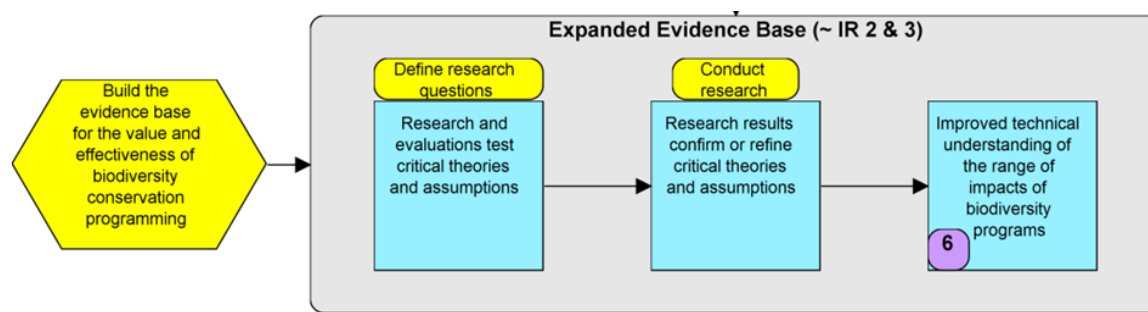 Expanded Evidence Base (~ IR 2 & 3)
Build the
evidence base
for the value and
effectiveness of
biodiversity
conservation
programming
Define research
questions
Research and
evaluations test
critical theories
and assumptions
Conduct
research
Research results
confirm or refine
critical theories
and assumptions
Improved technical
understanding of
the range of
impacts of
biodiversity
programs
6